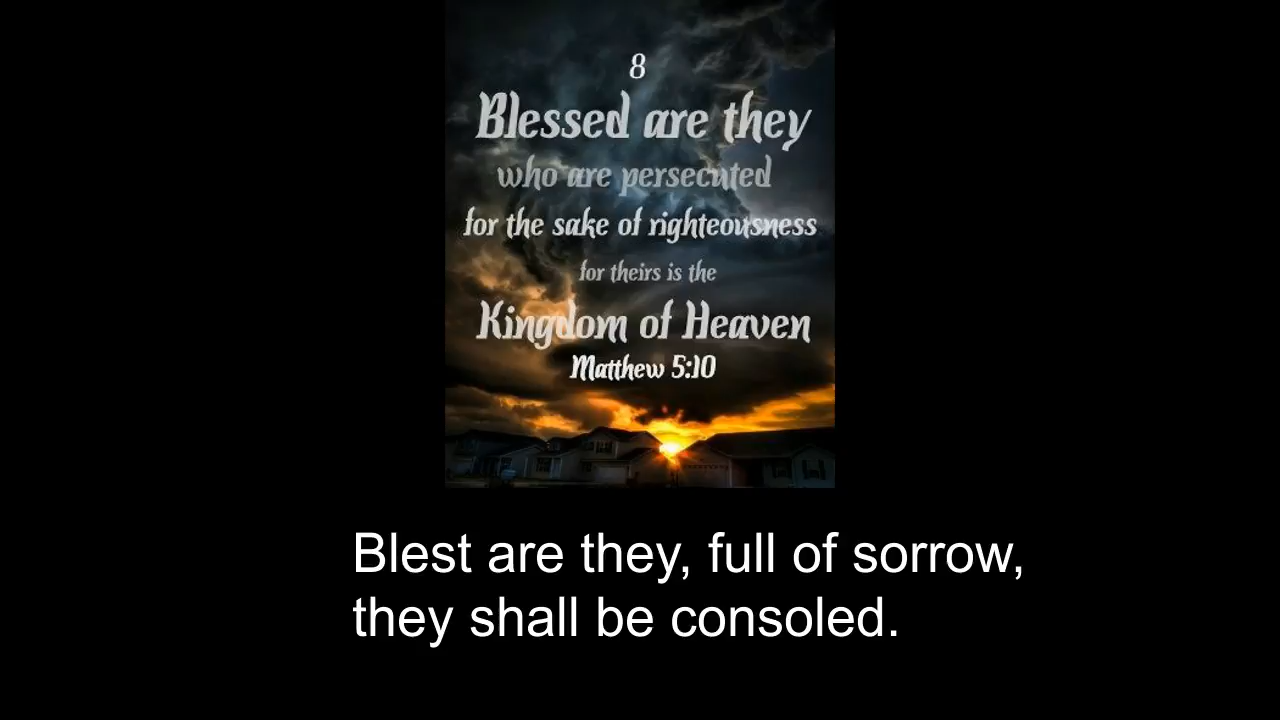 8
Blessed are they
who are persecuted
for the sake of righteousness
for theirs is the
Kingdom of Heaven
Matthew 5:10
Blest are they, full of sorrow,
they shall be consoled.